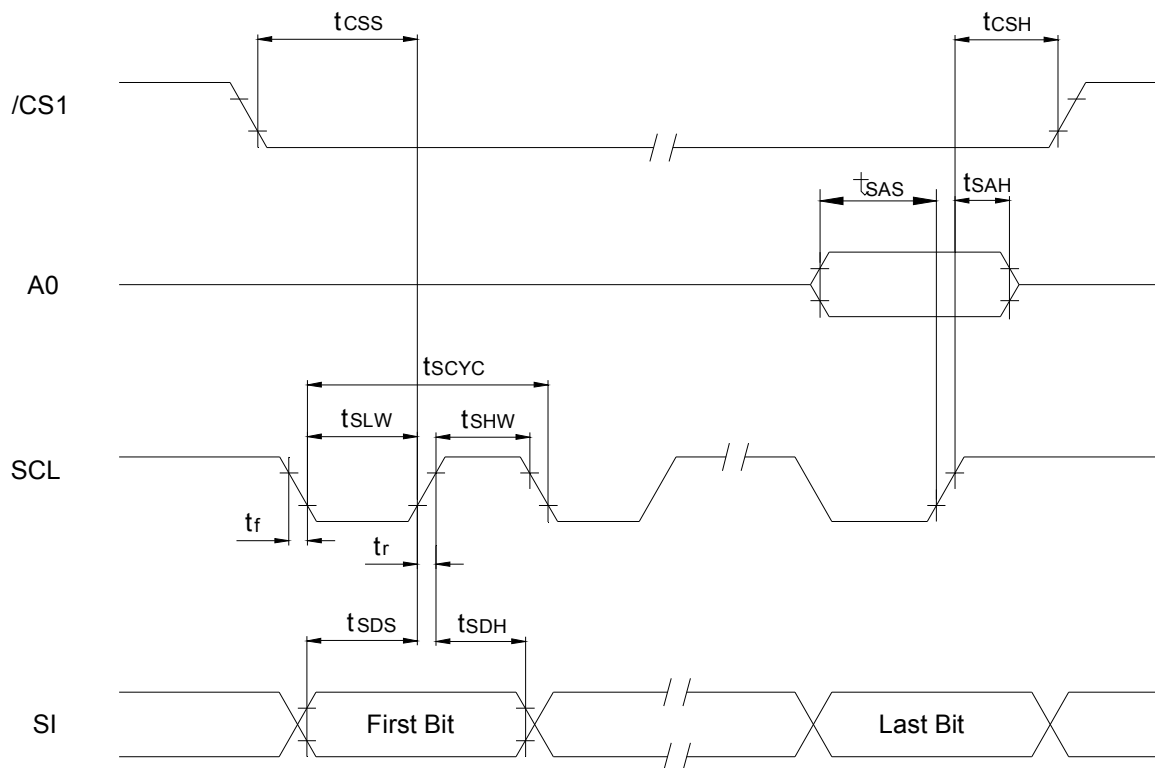 tCSS
tCSH
/CS1
tSAS
tSAH
A0
tSCYC
tSLW
tSHW
SCL
tf
tr
tSDS
tSDH
SI
First Bit
Last Bit